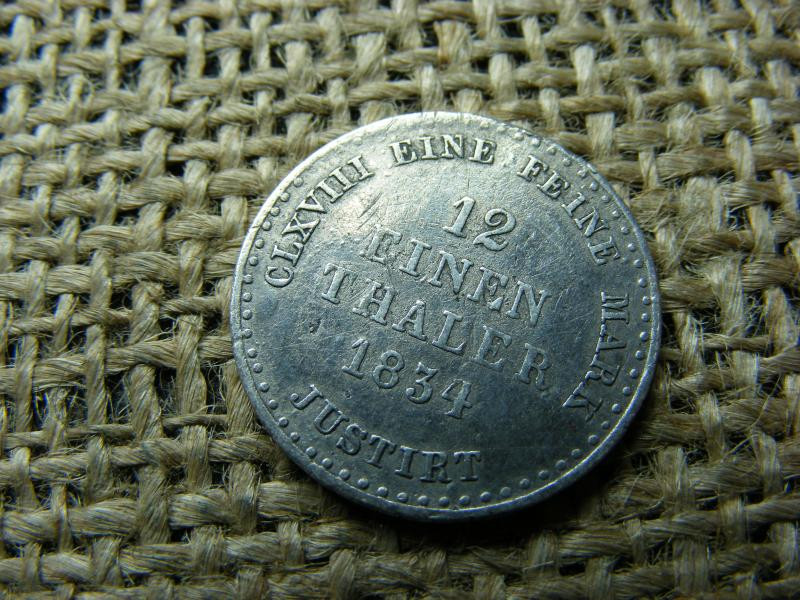 CLXVIII EINE FEINE MARK
12
EINEN
THALER
1834
JUSTIRT